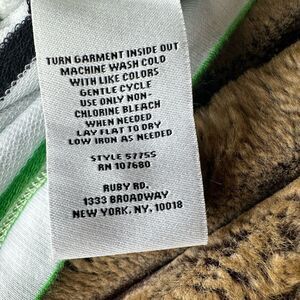 TURN GARMENT INSIDE OUT
MACHINE WASH COLD
WITH LIKE COLORS
GENTLE CYCLE
USE ONLY NON-
CHLORINE BLEACH
WHEN NEEDED
LAY FLAT TO DRY
LOW IRON AS NEEDED
STYLE 57755
RN 107680
RUBY RD.
1333 BROADWAY
NEW YORK, NY, 10018